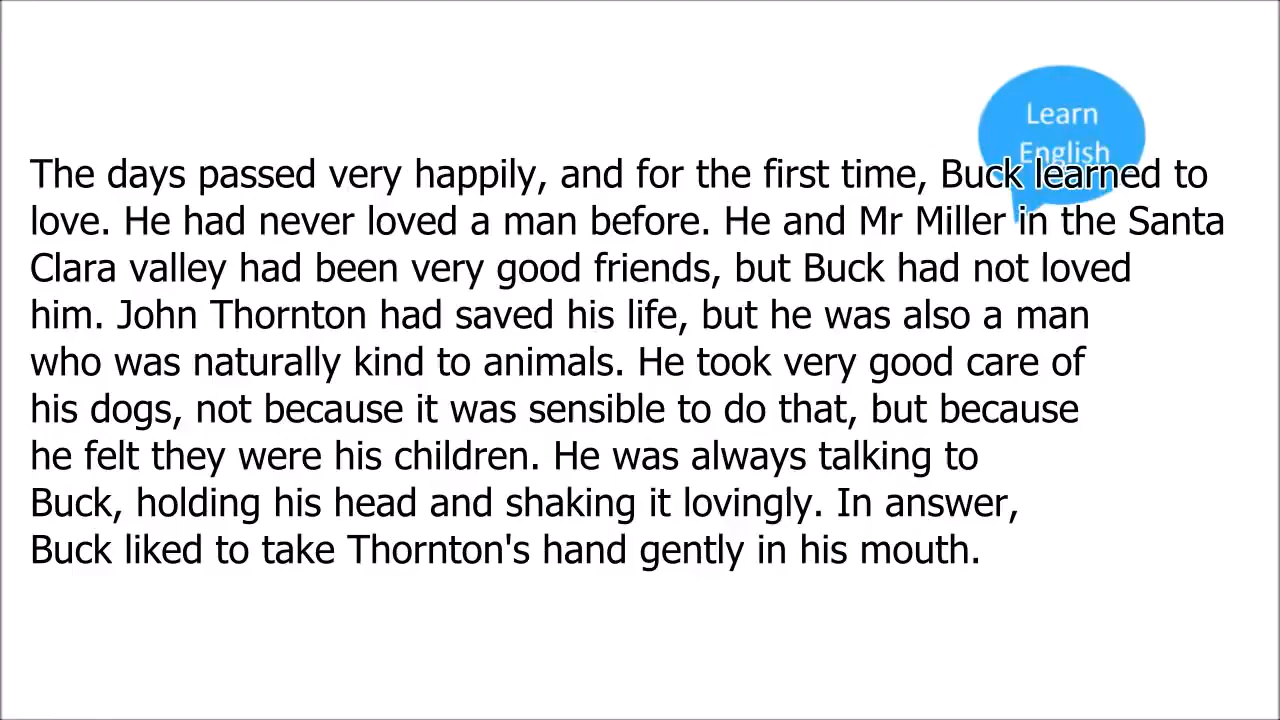 Learn
English
The days passed very happily, and for the first time, Buck learned to
love. He had never loved a man before. He and Mr Miller in the Santa
Clara valley had been very good friends, but Buck had not loved
him. John Thornton had saved his life, but he was also a man
who was naturally kind to animals. He took very good care of
his dogs, not because it was sensible to do that, but because
he felt they were his children. He was always talking to
Buck, holding his head and shaking it lovingly. In answer,
Buck liked to take Thornton's hand gently in his mouth.